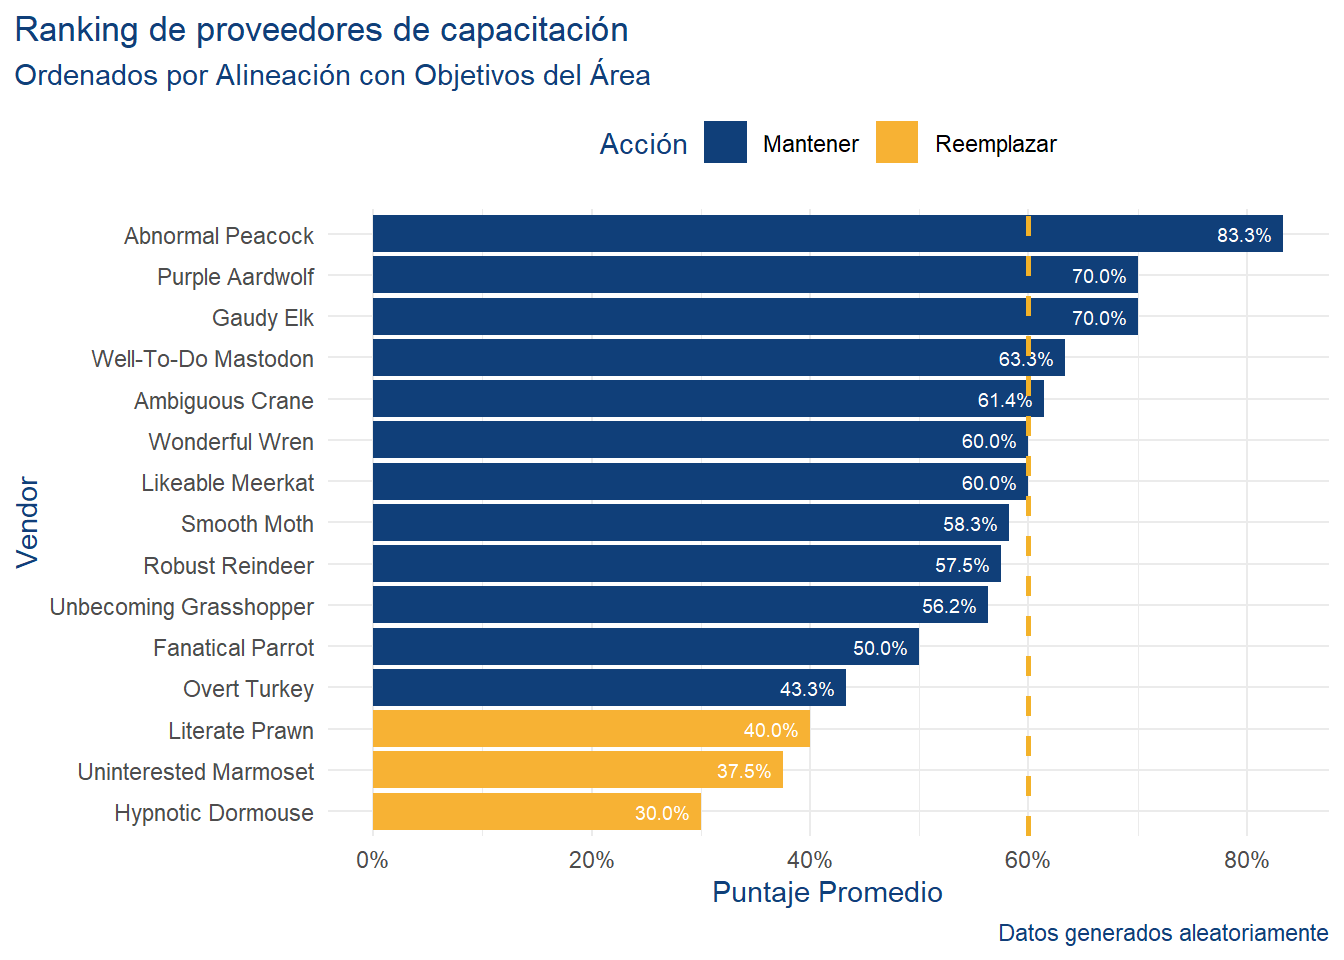 Ranking de proveedores de capacitación
Ordenados por Alineación con Objetivos del Área
Acción Mantener Reemplazar
Vendor
Abnormal Peacock 83.3%
Purple Aardwolf 70.0%
Gaudy Elk 70.0%
Well-To-Do Mastodon 63.3%
Ambiguous Crane 61.4%
Wonderful Wren 60.0%
Likeable Meerkat 60.0%
Smooth Moth 58.3%
Robust Reindeer 57.5%
Unbecoming Grasshopper 56.2%
Fanatical Parrot 50.0%
Overt Turkey 43.3%
Literate Prawn 40.0%
Uninterested Marmoset 37.5%
Hypnotic Dormouse 30.0%
0% 20% 40% 60% 80%
Puntaje Promedio
Datos generados aleatoriamente